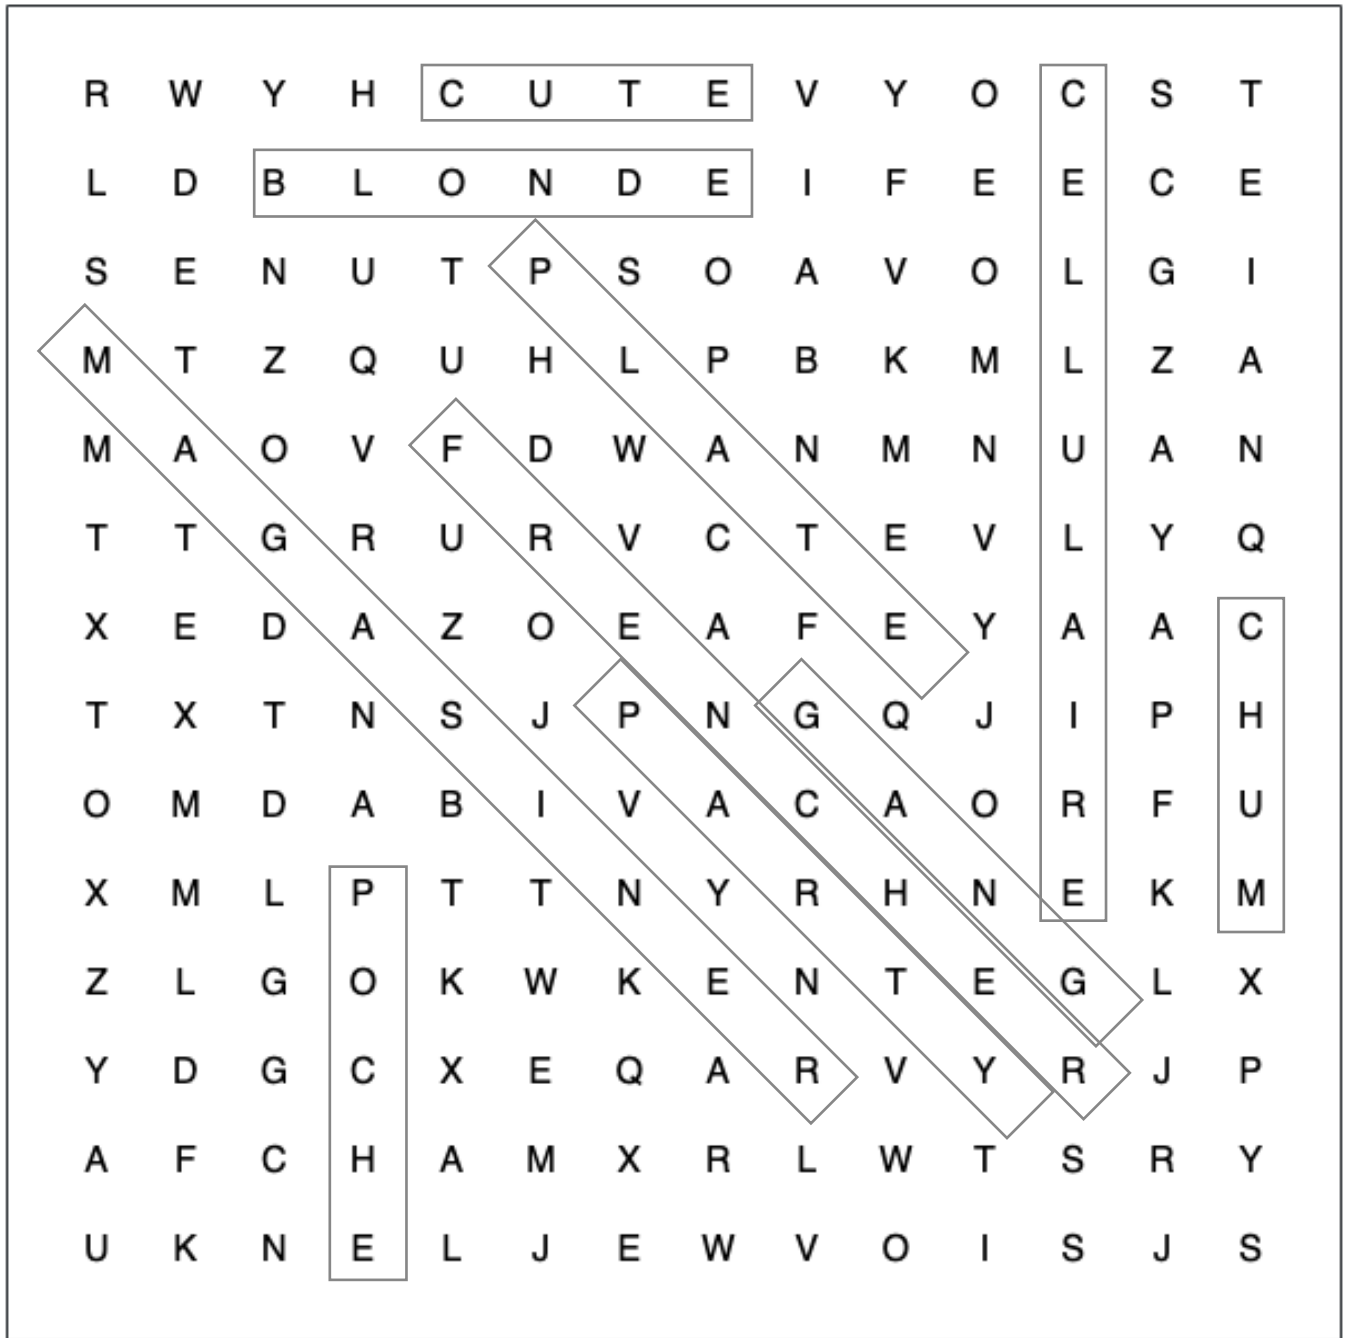 R W Y H C U T E V Y O C S T
L D B L O N D E I F E E C E
S E N U T P S O A V O L G I
M T Z Q U H L P B K M L Z A
M A O V F D W A N M N U A N
T T G R U R V C T E V L Y Q
X E D A Z O E A F E Y A A C
T X T N S J P N G Q J I P H
O M D A B I V A C A O R F U
X M L P T T N Y R H N E K M
Z L G O K W K E N T E G L X
Y D G C X E Q A R V Y R J P
A F C H A M X R L W T S R Y
U K N E L J E W V O I S J S